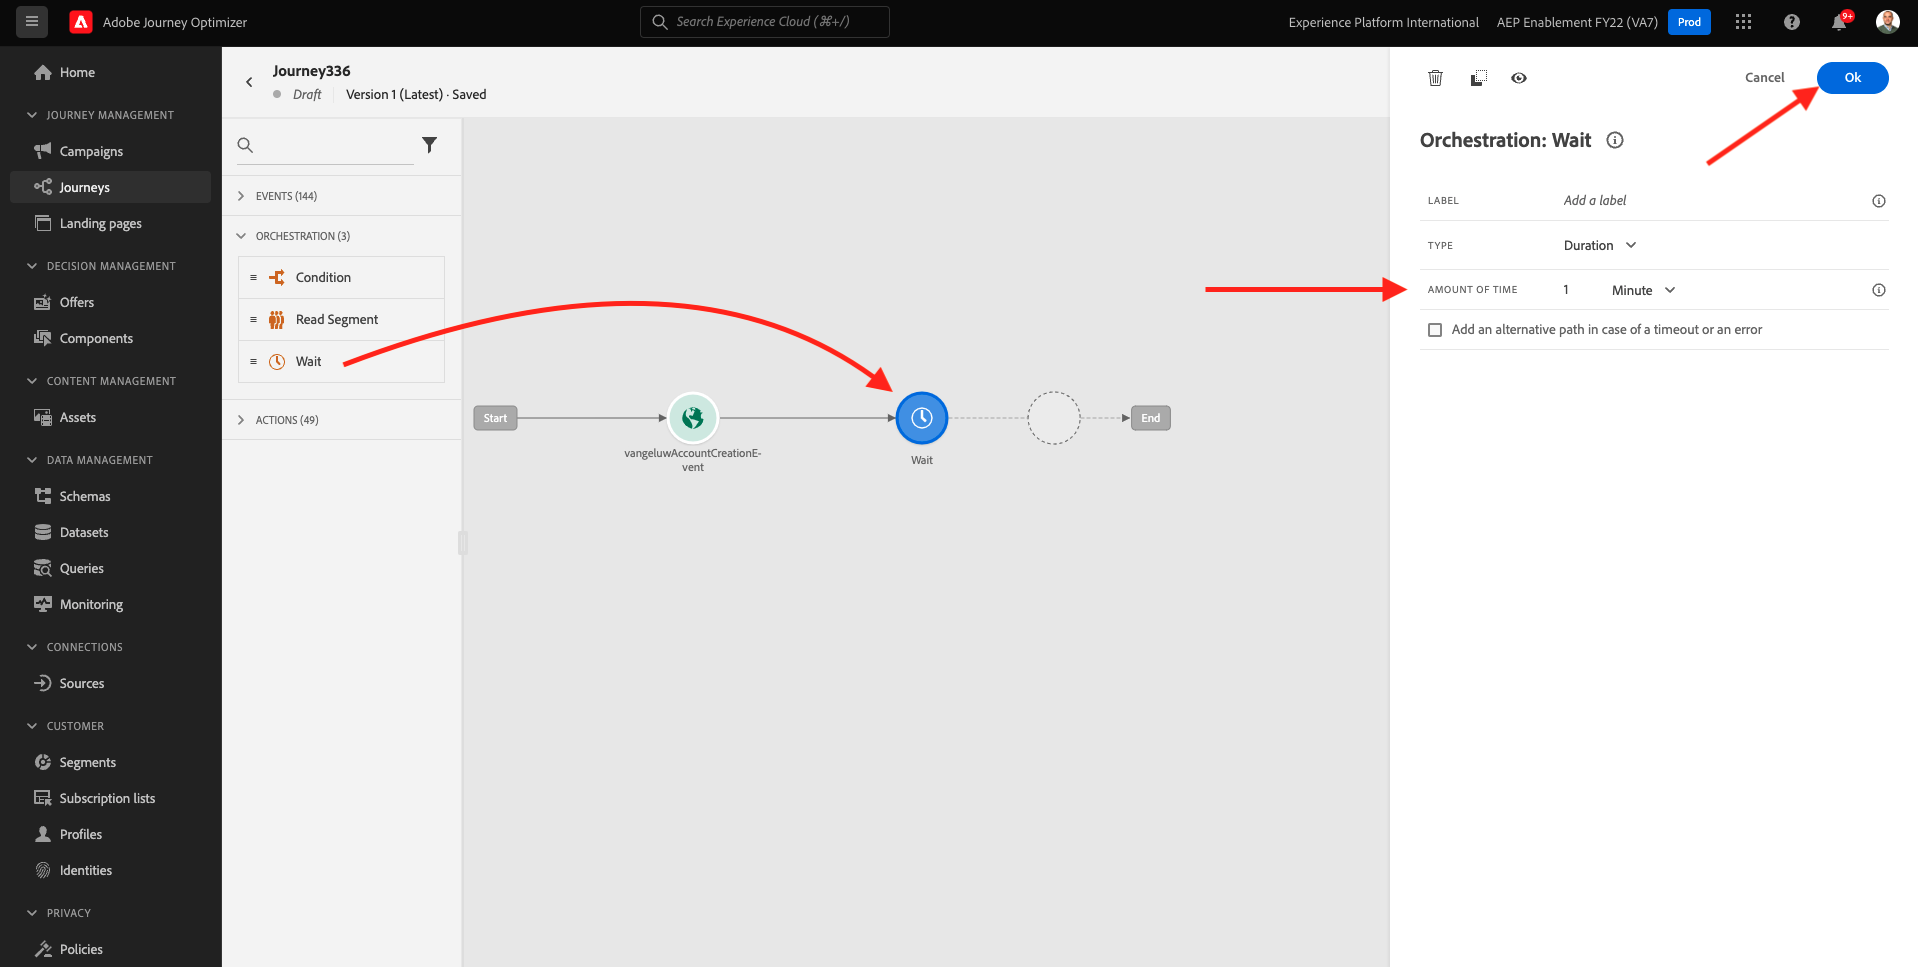 Adobe Journey Optimizer
Search Experience Cloud (⌘+/)
Experience Platform International
AEP Enablement FY22 (VA7)
Prod
9+
Home
JOURNEY MANAGEMENT
Campaigns
Journeys
Landing pages
DECISION MANAGEMENT
Offers
Components
CONTENT MANAGEMENT
Assets
DATA MANAGEMENT
Schemas
Datasets
Queries
Monitoring
CONNECTIONS
Sources
CUSTOMER
Segments
Subscription lists
Profiles
Identities
PRIVACY
Policies
Journey336
Draft
Version 1 (Latest) · Saved
EVENTS (144)
ORCHESTRATION (3)
Condition
Read Segment
Wait
ACTIONS (49)
Start
vangeluwAccountCreationE-
vent
Wait
End
Cancel
Ok
Orchestration: Wait
LABEL
Add a label
TYPE
Duration
AMOUNT OF TIME
1
Minute
Add an alternative path in case of a timeout or an error